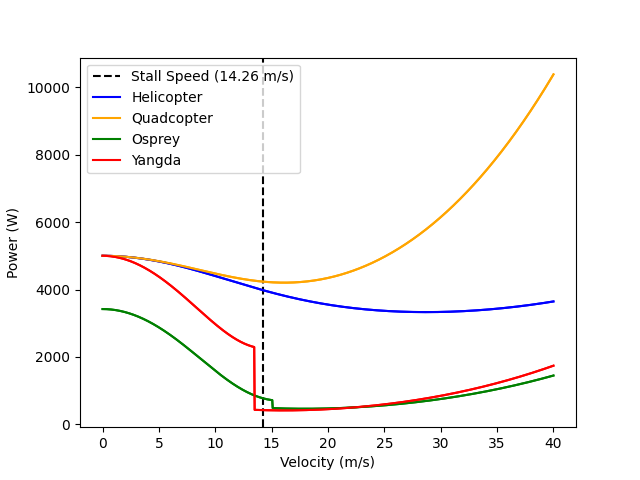 Stall Speed (14.26 m/s)
Helicopter
Quadcopter
Osprey
Yangda
10000
8000
6000
4000
2000
0
Power (W)
0 5 10 15 20 25 30 35 40
Velocity (m/s)